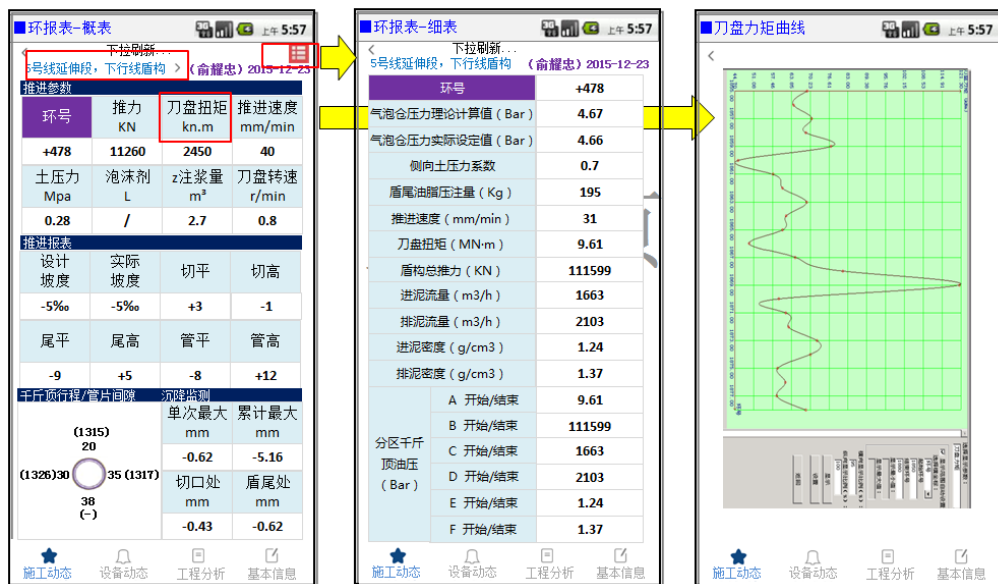 环报表-概表
上午 5:57
下拉刷新...
5号线延伸段，下行线盾构 > （俞耀忠）2015-12-23
推进参数
环号 推力 KN 刀盘扭矩 kn.m 推进速度 mm/min
+478 11260 2450 40
土压力 Mpa 泡沫剂 L z注浆量 m³ 刀盘转速 r/min
0.28 / 2.7 0.8
推进报表
设计坡度 实际坡度 切平 切高
-5‰ -5‰ +3 -1
尾平 尾高 管平 管高
-9 +5 -8 +12
千斤顶行程/管片间隙 沉降监测
单次最大 mm 累计最大 mm
-0.62 -5.16
切口处 mm 盾尾处 mm
-0.43 -0.62
(1315)
20
(1326)30 35 (1317)
38
(-)
施工动态 设备动态 工程分析 基本信息
环报表-细表
上午 5:57
下拉刷新...
5号线延伸段，下行线盾构 （俞耀忠）2015-12-23
环号 +478
气泡仓压力理论计算值（Bar） 4.67
气泡仓压力实际设定值（Bar） 4.66
侧向土压力系数 0.7
盾尾油脂压注量（Kg） 195
推进速度（mm/min） 31
刀盘扭矩（MN·m） 9.61
盾构总推力（KN） 111599
进泥流量（m3/h） 1663
排泥流量（m3/h） 2103
进泥密度（g/cm3） 1.24
排泥密度（g/cm3） 1.37
分区千斤顶油压（Bar）
A 开始/结束 9.61
B 开始/结束 111599
C 开始/结束 1663
D 开始/结束 2103
E 开始/结束 1.24
F 开始/结束 1.37
施工动态 设备动态 工程分析 基本信息
刀盘力矩曲线
上午 5:57
施工动态 设备动态 工程分析 基本信息